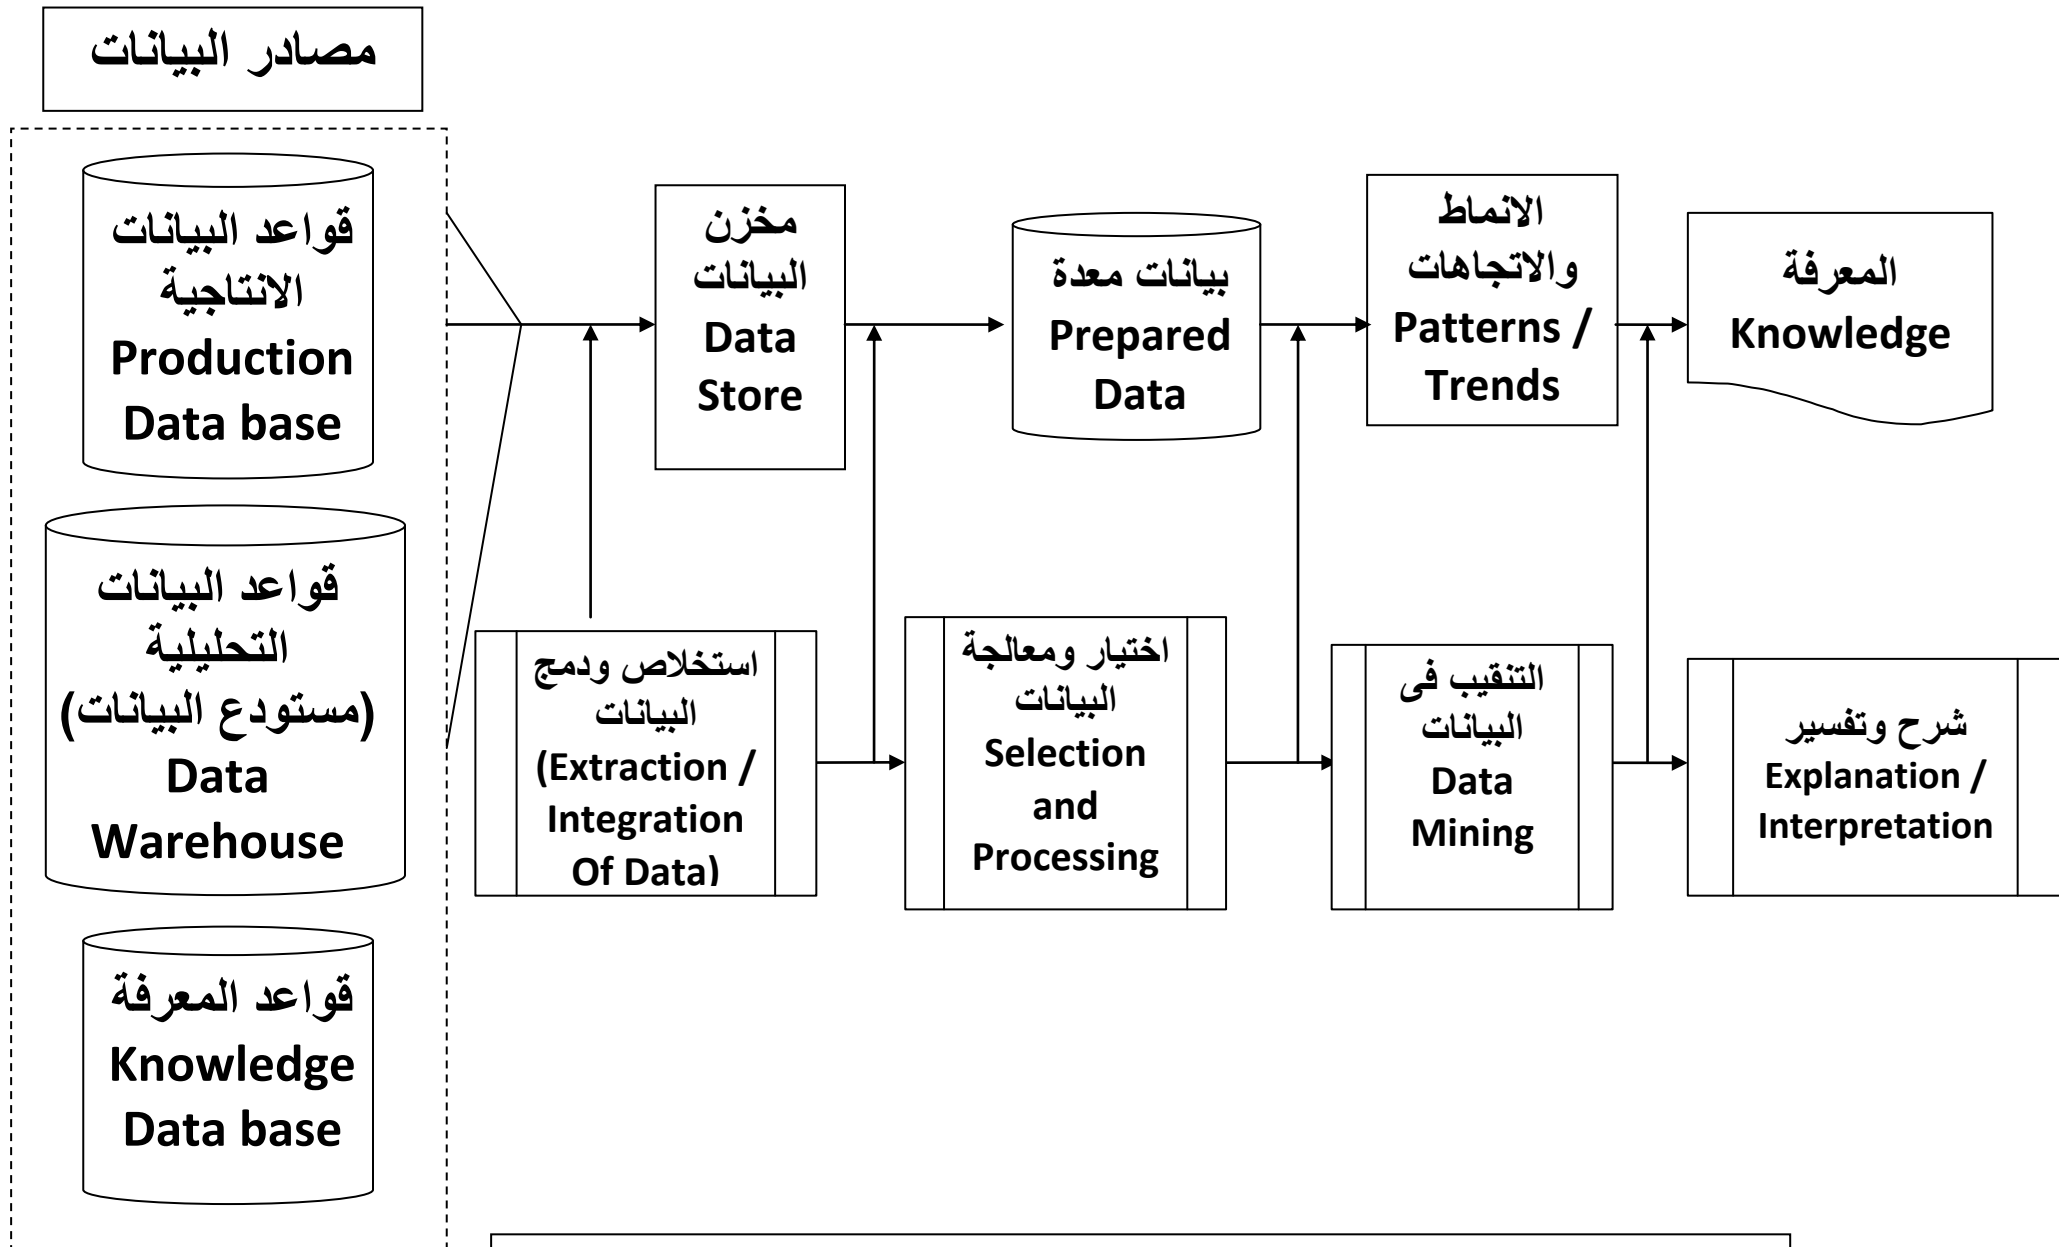 مصادر البيانات
قواعد البيانات
الانتاجية
Production
Data base
قواعد البيانات
التحليلية
(مستودع البيانات)
Data
Warehouse
قواعد المعرفة
Knowledge
Data base
مخزن
البيانات
Data
Store
بيانات معدة
Prepared
Data
الانماط
والاتجاهات
Patterns /
Trends
المعرفة
Knowledge
استخلاص ودمج
البيانات
(Extraction /
Integration
Of Data)
اختيار ومعالجة
البيانات
Selection
and
Processing
التنقيب فى
البيانات
Data
Mining
شرح وتفسير
Explanation /
Interpretation